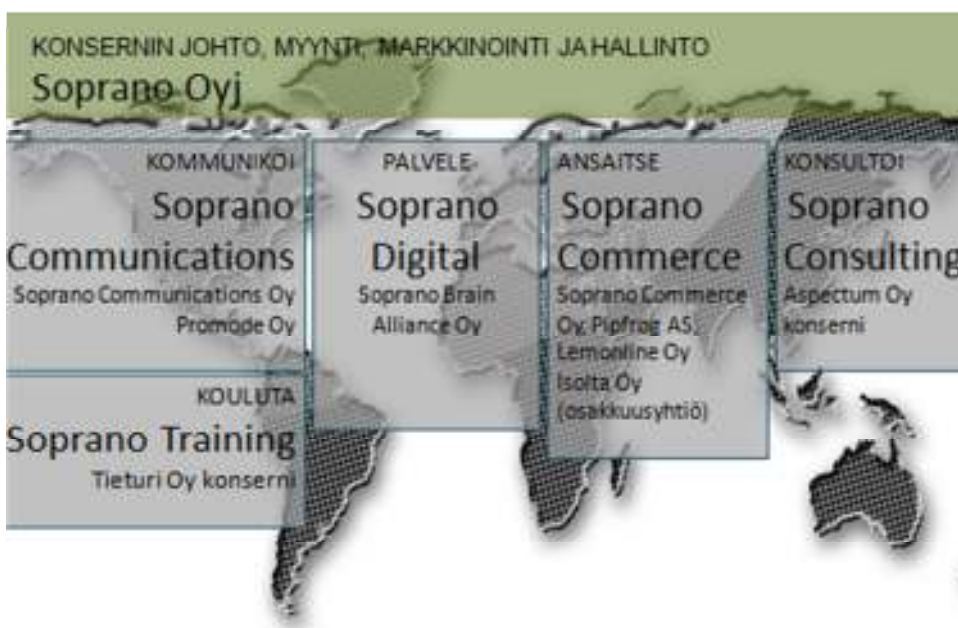 KONSERNIN JOHTO, MYYNTI, MARKKINOINTI JA HALLINTO
Soprano Oyj
KOMMUNIKOI
Soprano
Communications
Soprano Communications Oy
Promode Oy
KOULUTA
Soprano Training
Tieturi Oy konserni
PALVELE
Soprano
Digital
Soprano Brain
Alliance Oy
ANSAITSE
Soprano
Commerce
Soprano Commerce
Oy, Pipfrog AS,
Lemonline Oy
Isolta Oy
(osakkuusyhtiö)
KONSULTOI
Soprano
Consulting
Aspectum Oy
konserni